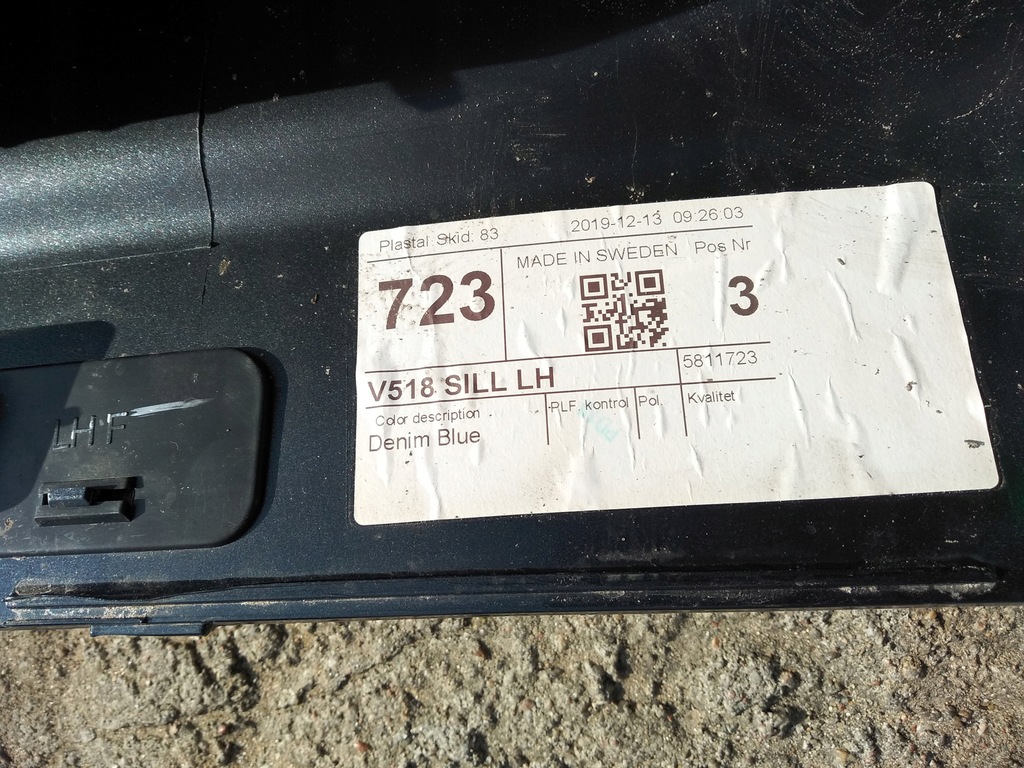 Plastal Skid: 83 2019-12-13 09:26:03
MADE IN SWEDEN Pos Nr
723 3
5811723
V518 SILL LH
Color description PLF. kontrol Pol. Kvalitet
Denim Blue
LHF